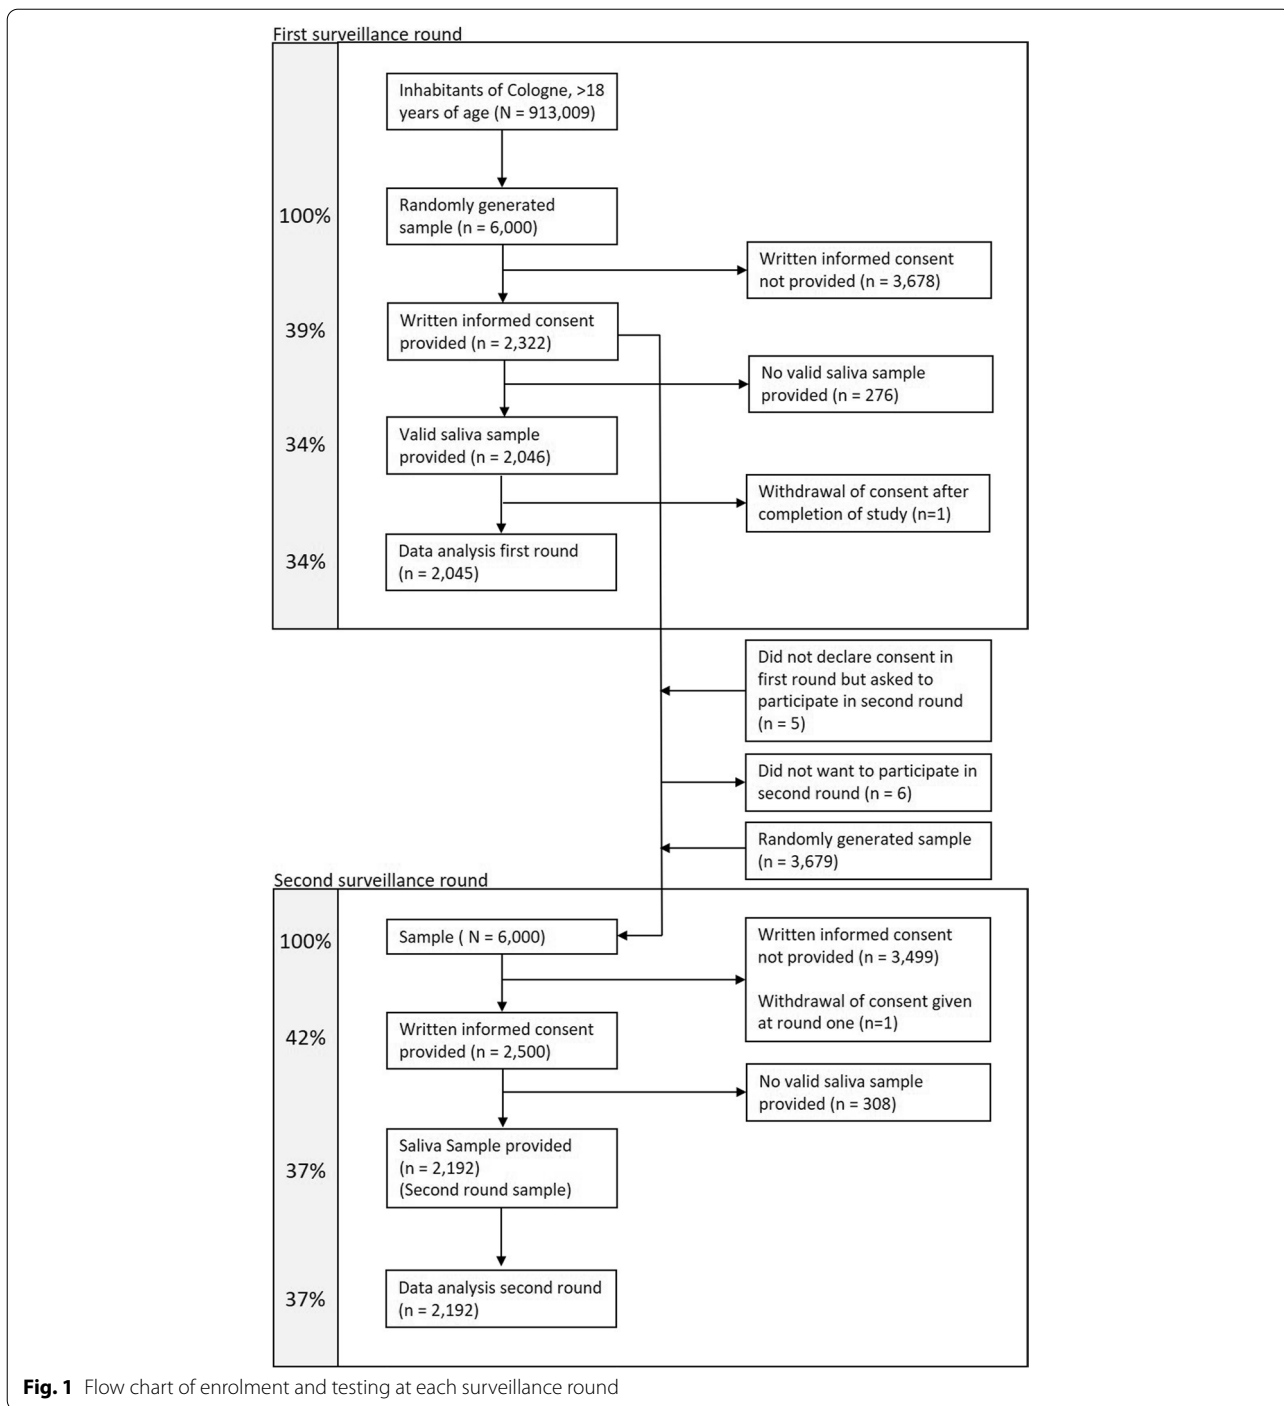 First surveillance round
Inhabitants of Cologne, >18
years of age (N = 913,009)
100%
Randomly generated
sample (n = 6,000)
Written informed consent
not provided (n = 3,678)
39%
Written informed consent
provided (n = 2,322)
No valid saliva sample
provided (n = 276)
34%
Valid saliva sample
provided (n = 2,046)
Withdrawal of consent after
completion of study (n=1)
34%
Data analysis first round
(n = 2,045)
Did not declare consent in
first round but asked to
participate in second round
(n = 5)
Did not want to participate in
second round (n = 6)
Randomly generated sample
(n = 3,679)
Second surveillance round
100%
Sample ( N = 6,000)
Written informed consent
not provided (n = 3,499)
Withdrawal of consent given
at round one (n=1)
42%
Written informed consent
provided (n = 2,500)
No valid saliva sample
provided (n = 308)
37%
Saliva Sample provided
(n = 2,192)
(Second round sample)
37%
Data analysis second round
(n = 2,192)
Fig. 1 Flow chart of enrolment and testing at each surveillance round